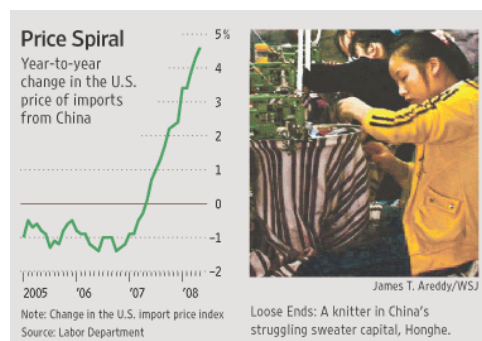 Price Spiral
Year-to-year
change in the U.S.
price of imports
from China
5%
4
3
2
1
0
–1
–2
2005 '06 '07 '08
Note: Change in the U.S. import price index
Source: Labor Department
James T. Areddy/WSJ
Loose Ends: A knitter in China's
struggling sweater capital, Honghe.